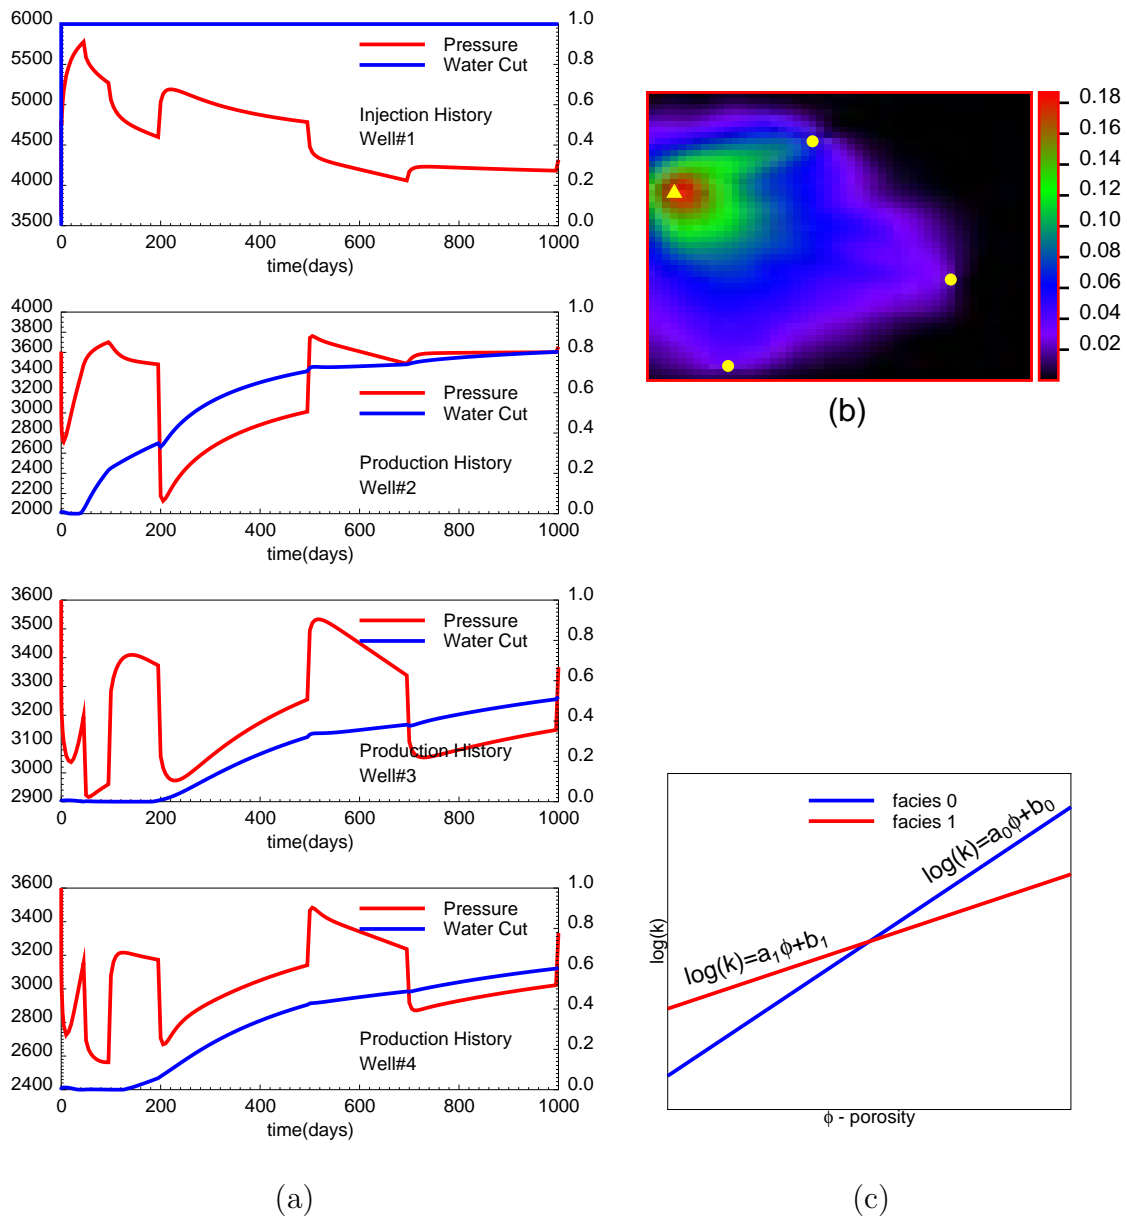 6000
5500
5000
4500
4000
3500
1.0
0.8
0.6
0.4
0.2
0.0
Pressure
Water Cut
Injection History
Well#1
0 200 400 600 800 1000
time(days)
4000
3800
3600
3400
3200
3000
2800
2600
2400
2200
2000
1.0
0.8
0.6
0.4
0.2
0.0
Pressure
Water Cut
Production History
Well#2
0 200 400 600 800 1000
time(days)
3600
3500
3400
3300
3200
3100
3000
2900
1.0
0.8
0.6
0.4
0.2
0.0
Pressure
Water Cut
Production History
Well#3
0 200 400 600 800 1000
time(days)
3600
3400
3200
3000
2800
2600
2400
1.0
0.8
0.6
0.4
0.2
0.0
Pressure
Water Cut
Production History
Well#4
0 200 400 600 800 1000
time(days)
(a)
0.18
0.16
0.14
0.12
0.10
0.08
0.06
0.04
0.02
(b)
facies 0
facies 1
log(k)=a₀ϕ+b₀
log(k)=a₁ϕ+b₁
log(k)
ϕ - porosity
(c)